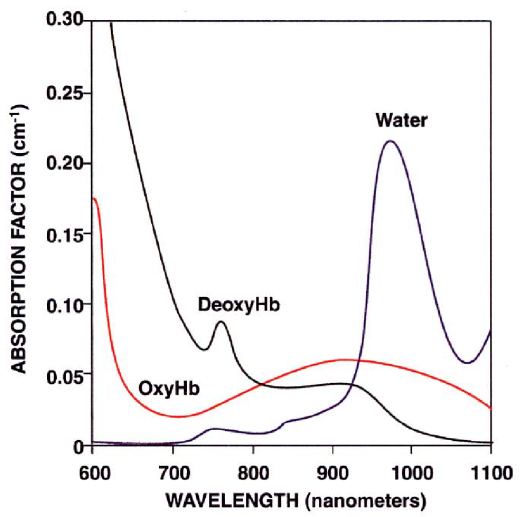 0.30
0.25
0.20
0.15
0.10
0.05
0
ABSORPTION FACTOR (cm⁻¹)
Water
DeoxyHb
OxyHb
600 700 800 900 1000 1100
WAVELENGTH (nanometers)